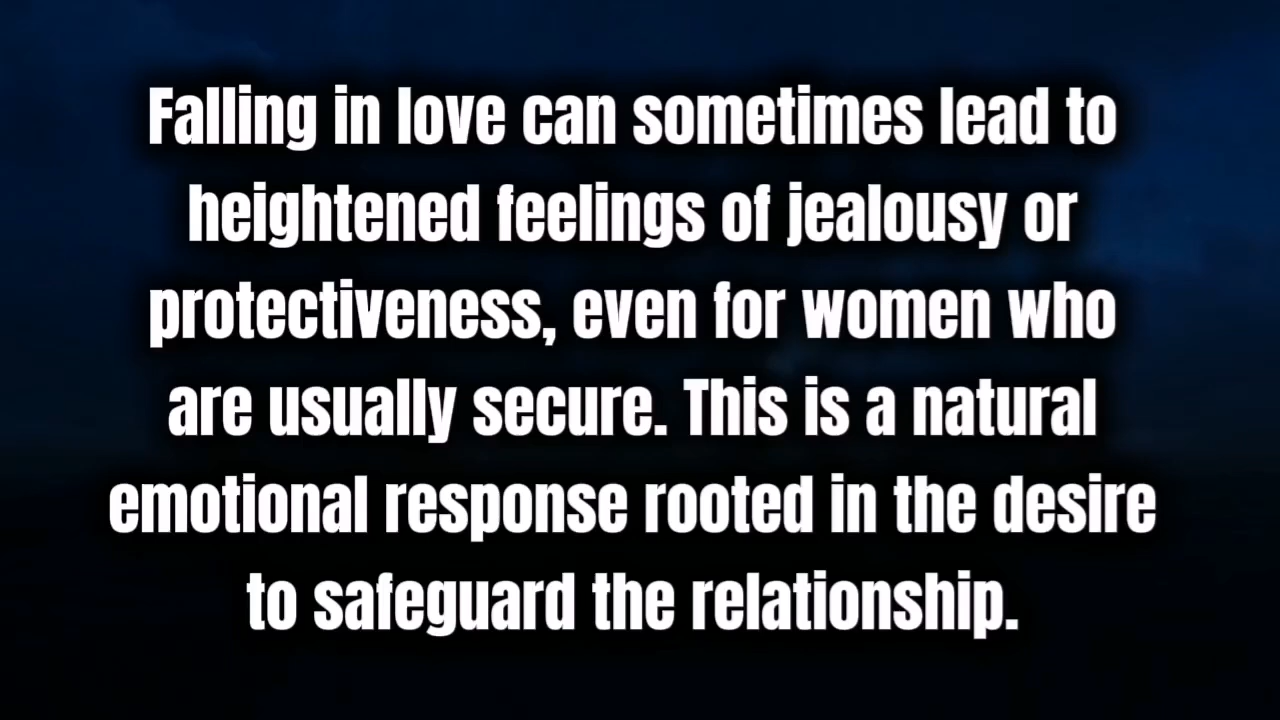 Falling in love can sometimes lead to
heightened feelings of jealousy or
protectiveness, even for women who
are usually secure. This is a natural
emotional response rooted in the desire
to safeguard the relationship.